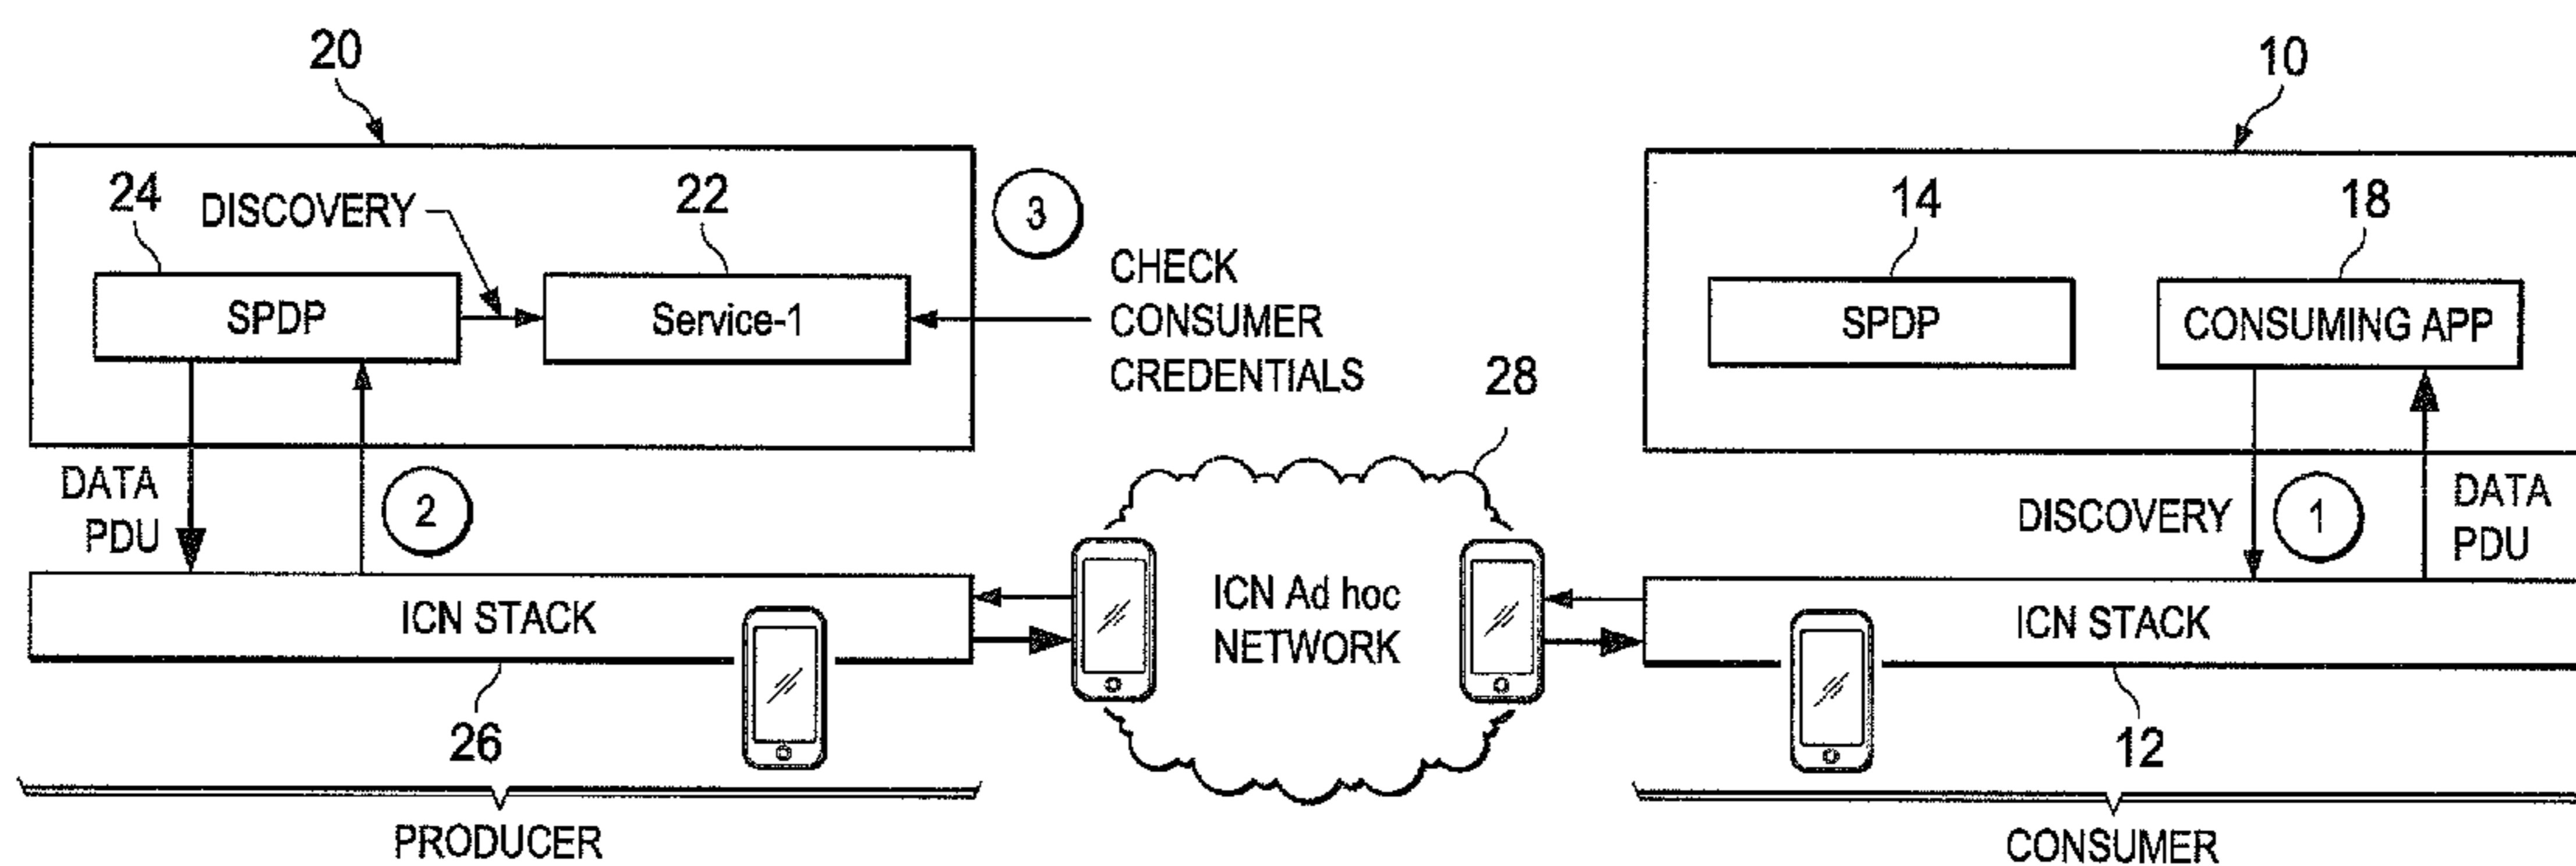 20
10
24
DISCOVERY
22
3
14
18
SPDP
Service-1
CHECK
CONSUMER
CREDENTIALS
SPDP
CONSUMING APP
28
DATA
PDU
2
DISCOVERY
1
DATA
PDU
ICN STACK
ICN Ad hoc
NETWORK
ICN STACK
26
12
PRODUCER
CONSUMER